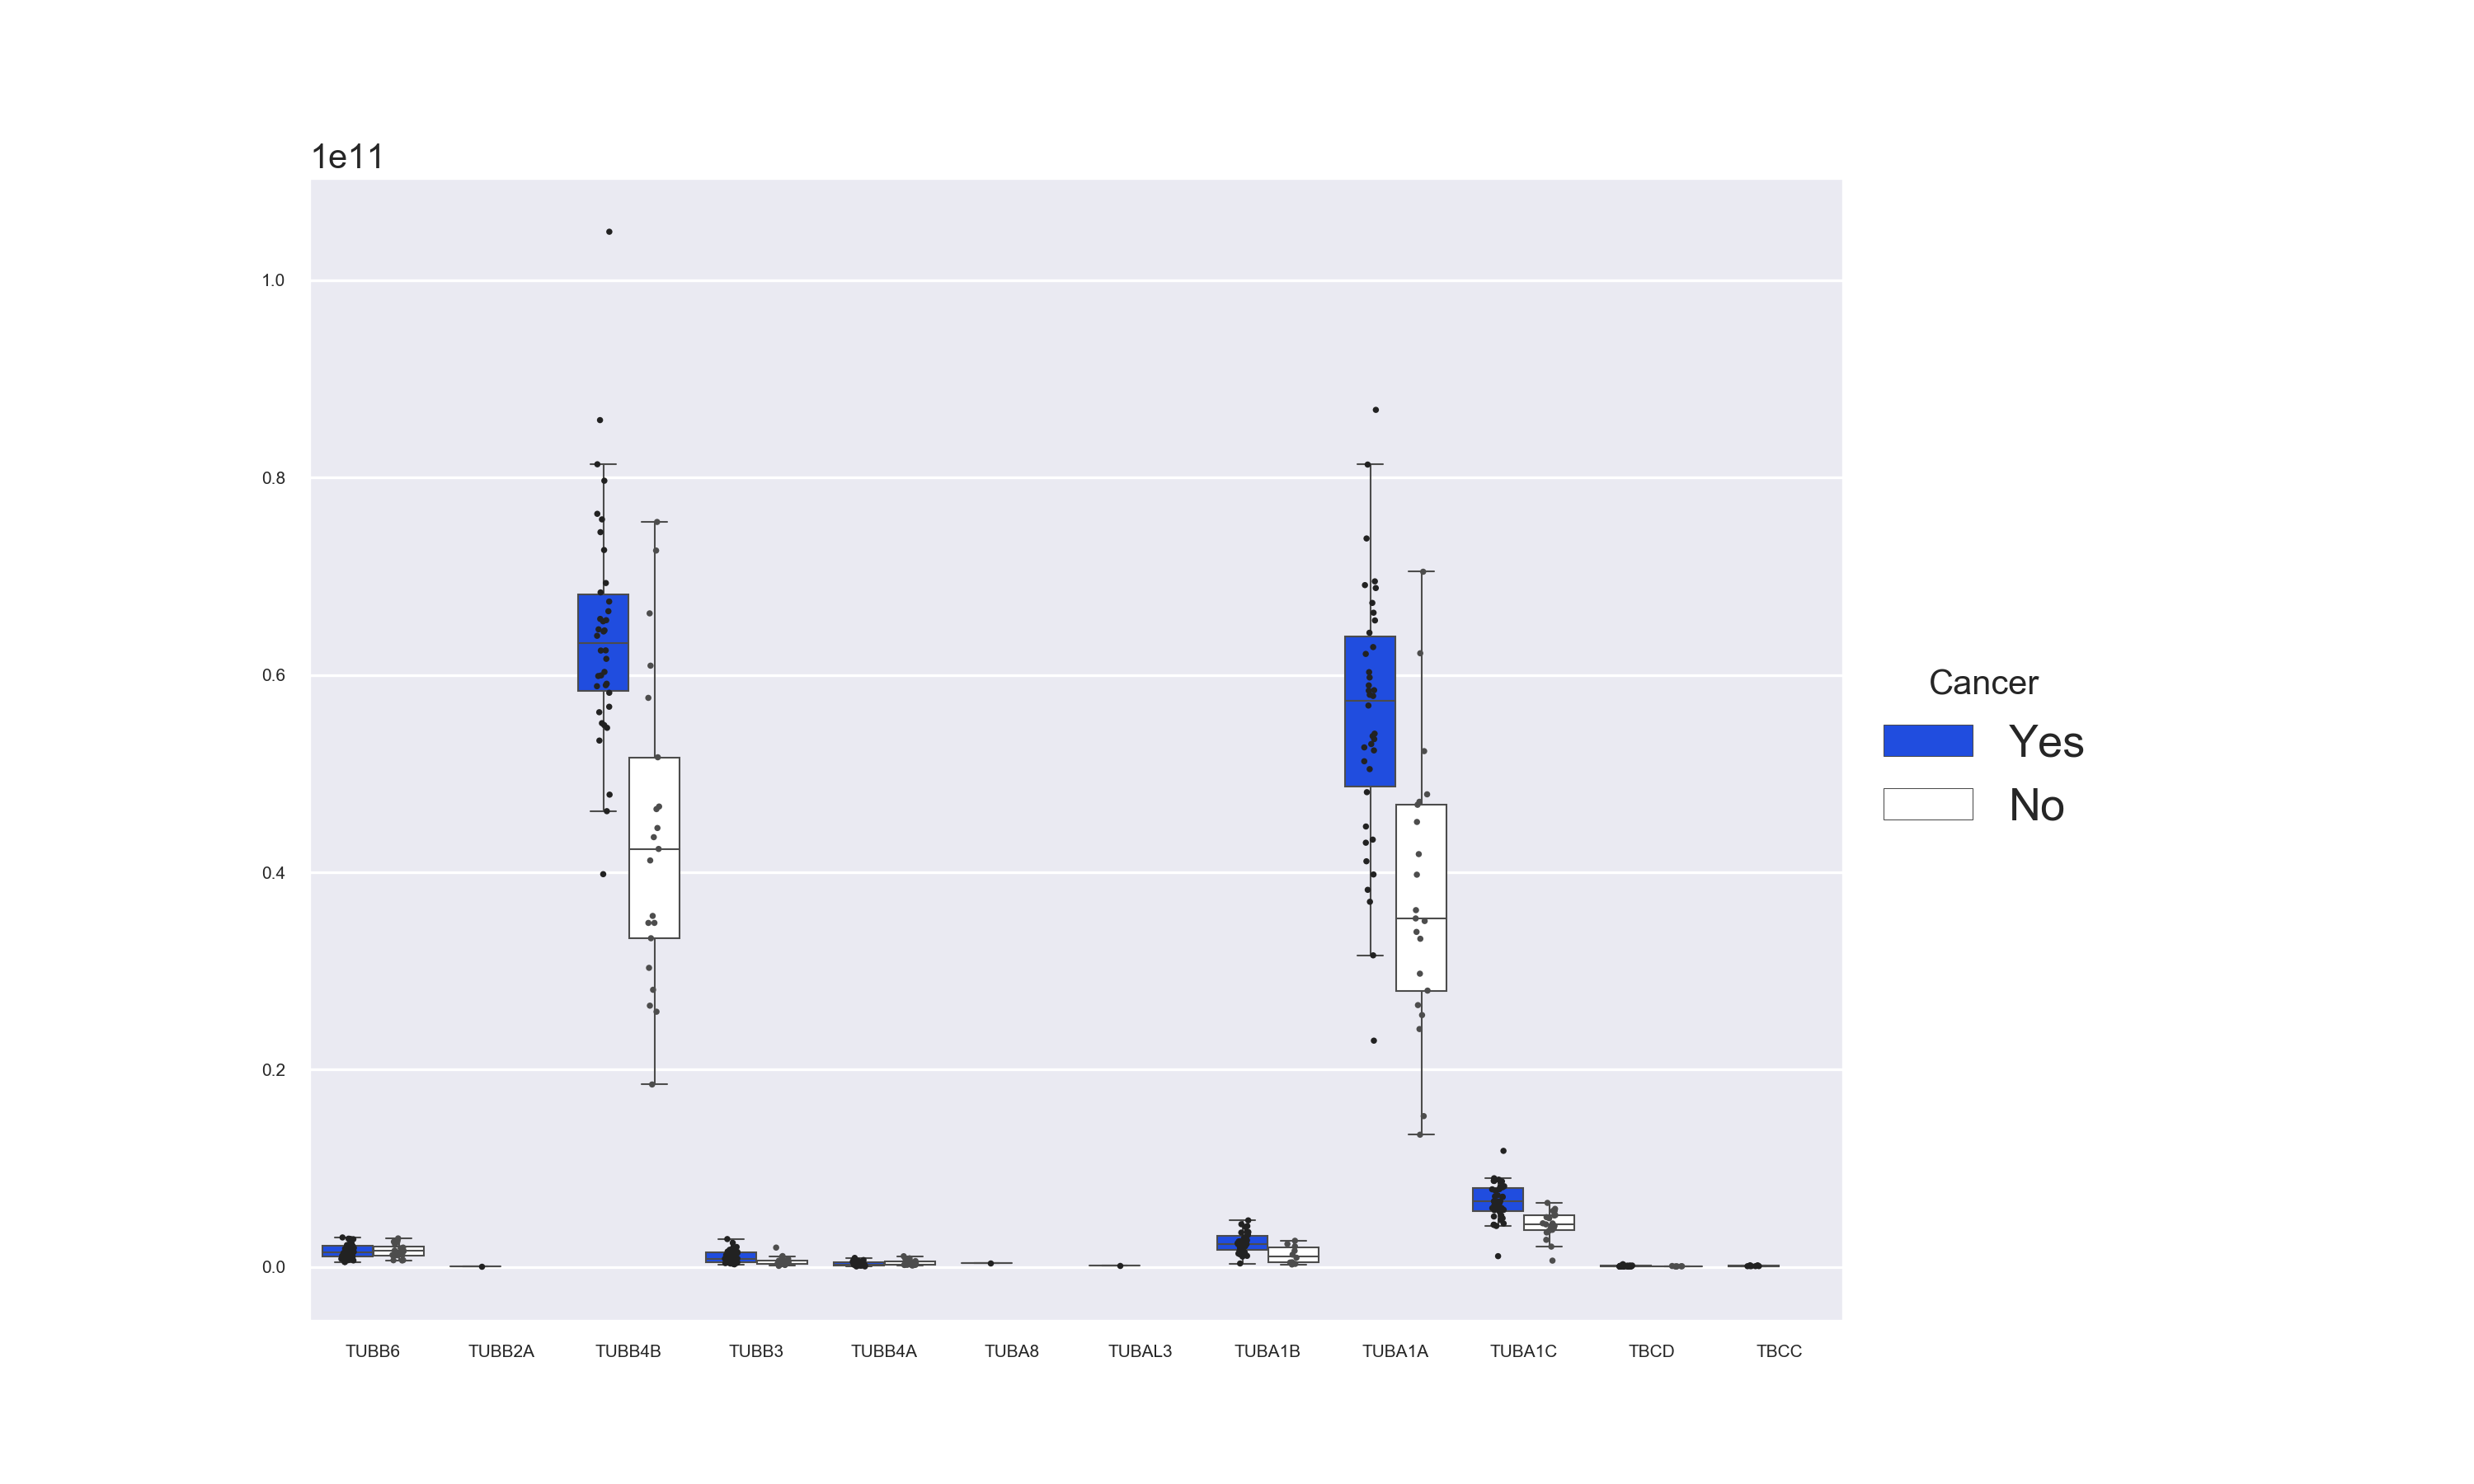 1e11
1.0
0.8
0.6
0.4
0.2
0.0
TUBB6 TUBB2A TUBB4B TUBB3 TUBB4A TUBA8 TUBAL3 TUBA1B TUBA1A TUBA1C TBCD TBCC
Cancer
Yes
No